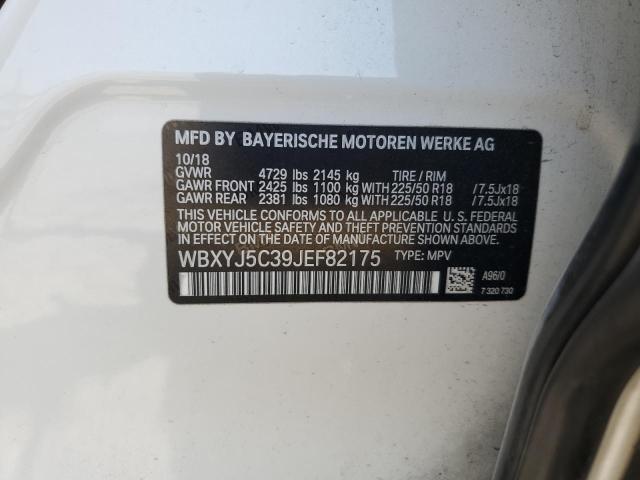 MFD BY BAYERISCHE MOTOREN WERKE AG
10/18
GVWR 4729 lbs 2145 kg TIRE / RIM
GAWR FRONT 2425 lbs 1100 kg WITH 225/50 R18 / 7.5Jx18
GAWR REAR 2381 lbs 1080 kg WITH 225/50 R18 / 7.5Jx18
THIS VEHICLE CONFORMS TO ALL APPLICABLE U. S. FEDERAL
MOTOR VEHICLE SAFETY, BUMPER, AND THEFT PREVENTION
STANDARDS IN EFFECT ON THE DATE OF MANUFACTURE SHOWN ABOVE.
WBXYJ5C39JEF82175 TYPE: MPV
A96/0
7 320 730